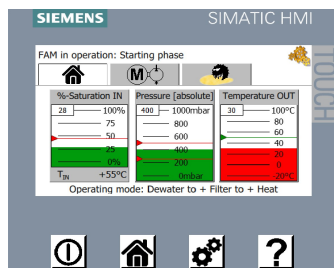 SIEMENS
SIMATIC HMI
TOUCH
FAM in operation: Starting phase
M
%-Saturation IN
28
100%
75
50
25
0%
TIN +55°C
Pressure [absolute]
400
1000mbar
800
600
400
200
0mbar
Temperature OUT
30
100°C
80
60
40
20
0
-20°C
Operating mode: Dewater to + Filter to + Heat
?